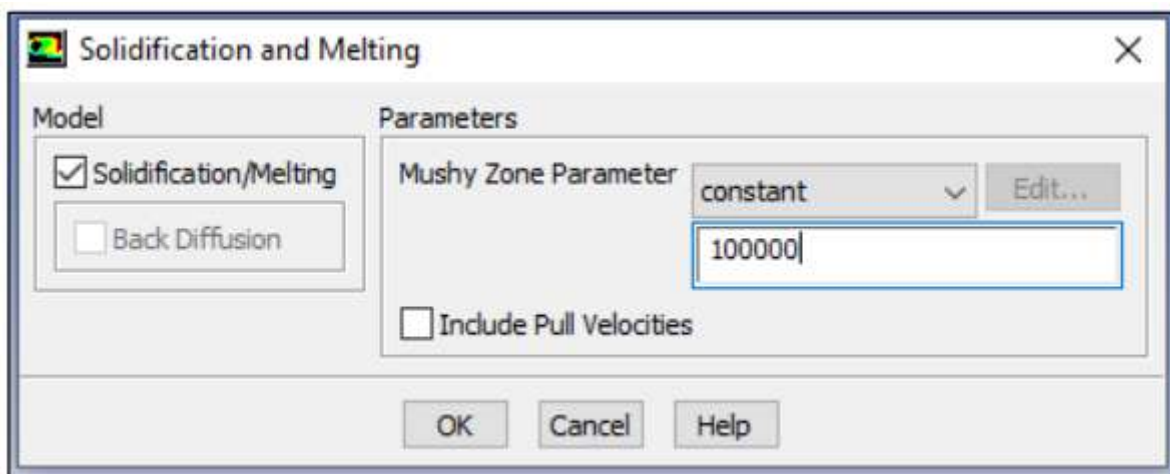 Solidification and Melting
Model
Parameters
Solidification/Melting
Mushy Zone Parameter
constant
Edit...
Back Diffusion
100000
Include Pull Velocities
OK
Cancel
Help